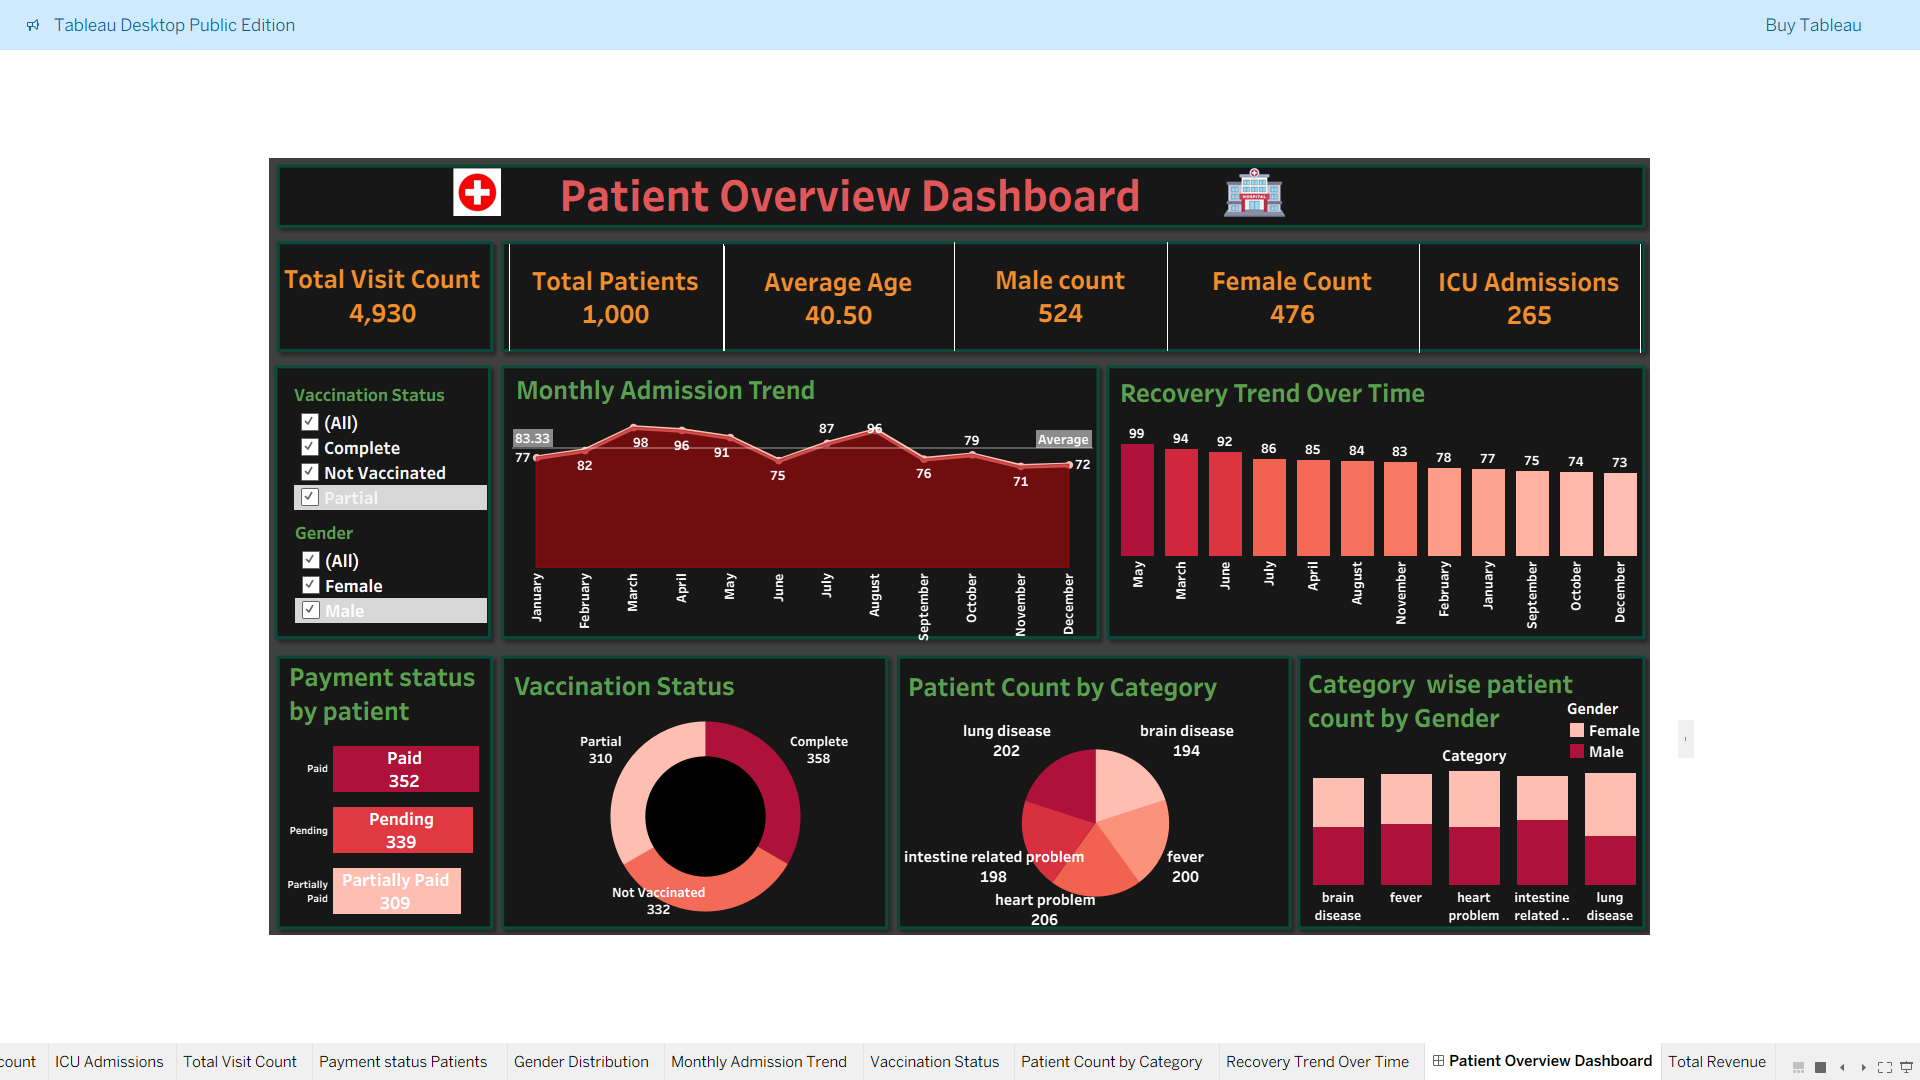 Tableau Desktop Public Edition
Buy Tableau
Patient Overview Dashboard
HOSPITAL
Total Visit Count
4,930
Total Patients
1,000
Average Age
40.50
Male count
524
Female Count
476
ICU Admissions
265
Vaccination Status
(All)
Complete
Not Vaccinated
Partial
Gender
(All)
Female
Male
Monthly Admission Trend
83.33
Average
77
82
98
96
91
75
87
96
76
79
71
72
January
February
March
April
May
June
July
August
September
October
November
December
Recovery Trend Over Time
99
94
92
86
85
84
83
78
77
75
74
73
May
March
June
July
April
August
November
February
January
September
October
December
Payment status
by patient
Paid
Paid
352
Pending
Pending
339
Partially
Paid
Partially Paid
309
Vaccination Status
Partial
310
Complete
358
Not Vaccinated
332
Patient Count by Category
lung disease
202
brain disease
194
intestine related problem
198
fever
200
heart problem
206
Category  wise patient
count by Gender
Gender
Female
Male
Category
brain
disease
fever
heart
problem
intestine
related ..
lung
disease
count
ICU Admissions
Total Visit Count
Payment status Patients
Gender Distribution
Monthly Admission Trend
Vaccination Status
Patient Count by Category
Recovery Trend Over Time
Patient Overview Dashboard
Total Revenue